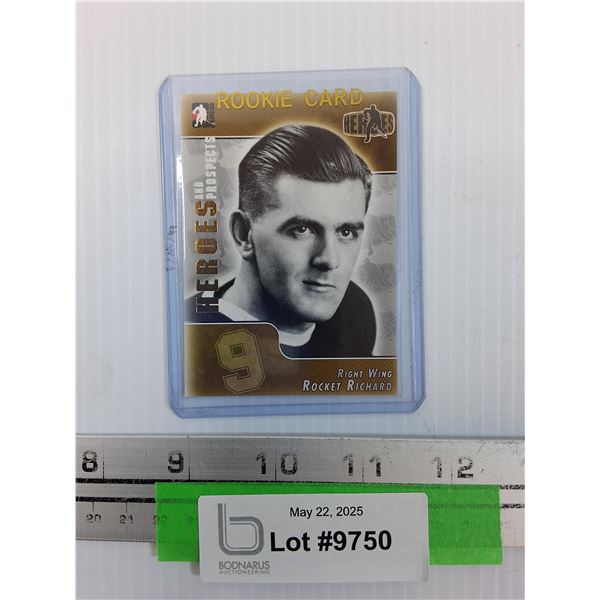 ROOKIE CARD
HEROES
HEROES AND PROSPECTS
9
RIGHT WING
ROCKET RICHARD
8 9 10 11 12
20 21 22
May 22, 2025
Lot #9750
b
BODNARUS
AUCTIONEERING